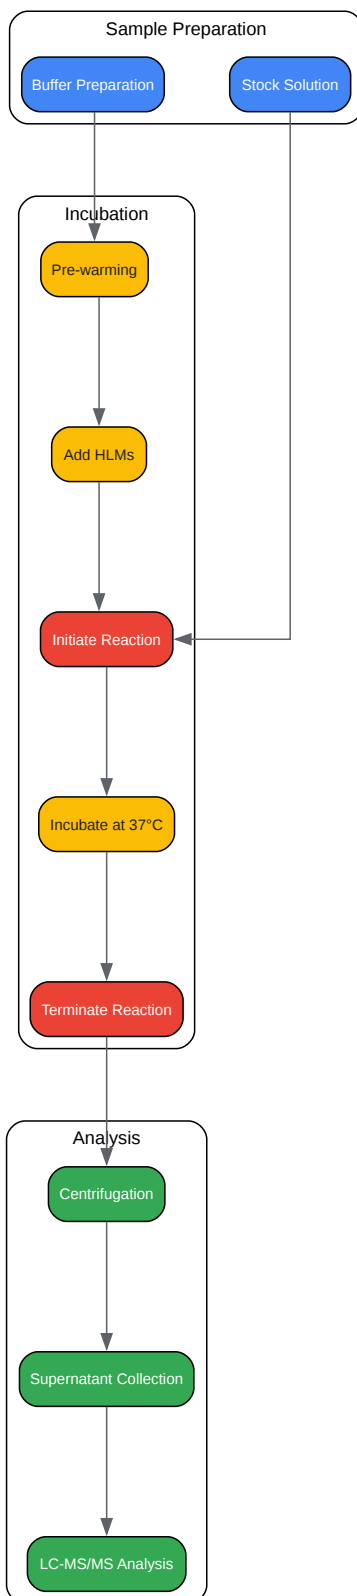 Sample Preparation
Buffer Preparation
Stock Solution
Incubation
Pre-warming
Add HLMs
Initiate Reaction
Incubate at 37°C
Terminate Reaction
Analysis
Centrifugation
Supernatant Collection
LC-MS/MS Analysis